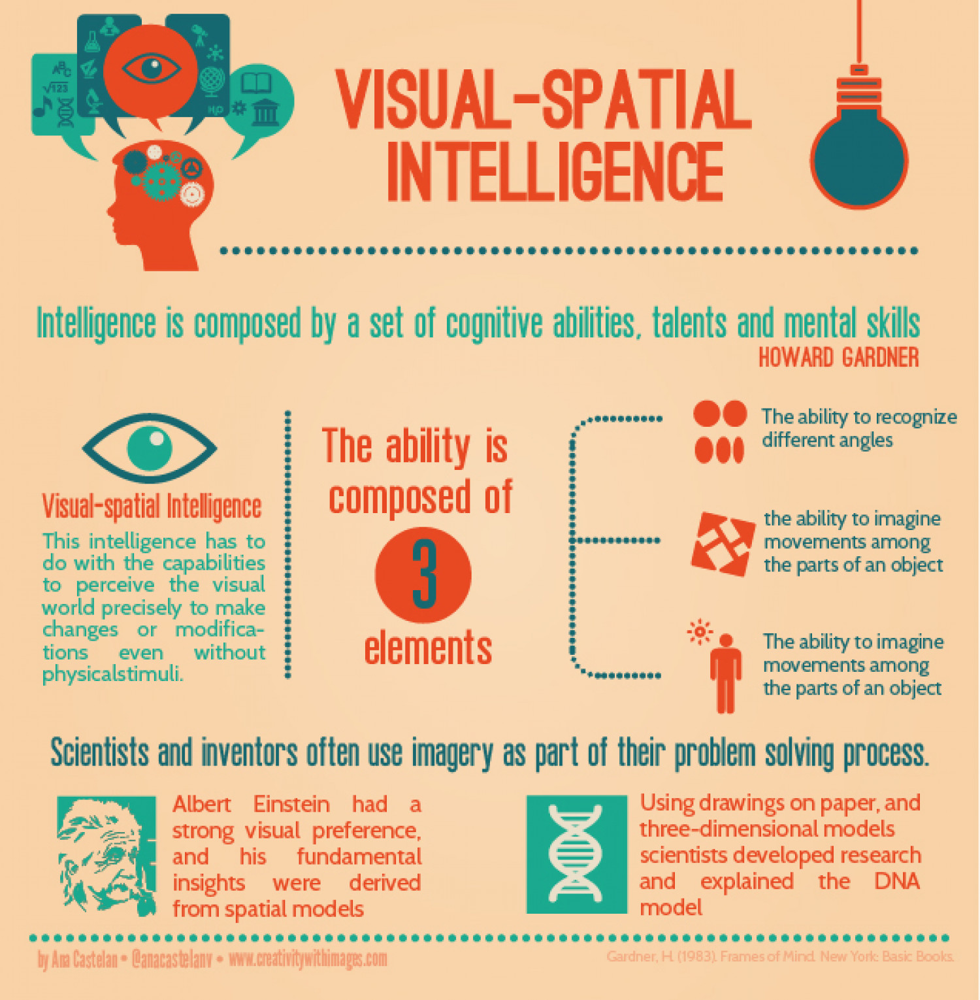 ABC
√123
H₂O
VISUAL-SPATIAL
INTELLIGENCE
Intelligence is composed by a set of cognitive abilities, talents and mental skills
HOWARD GARDNER
Visual-spatial Intelligence
This intelligence has to
do with the capabilities
to perceive the visual
world precisely to make
changes or modifica-
tions even without
physicalstimuli.
The ability is
composed of
3
elements
The ability to recognize
different angles
the ability to imagine
movements among
the parts of an object
The ability to imagine
movements among
the parts of an object
Scientists and inventors often use imagery as part of their problem solving process.
Albert Einstein had a
strong visual preference,
and his fundamental
insights were derived
from spatial models
Using drawings on paper, and
three-dimensional models
scientists developed research
and explained the DNA
model
by Ana Castelan • @anacastelanv • www.creativitywithimages.com
Gardner, H. (1983). Frames of Mind. New York: Basic Books.